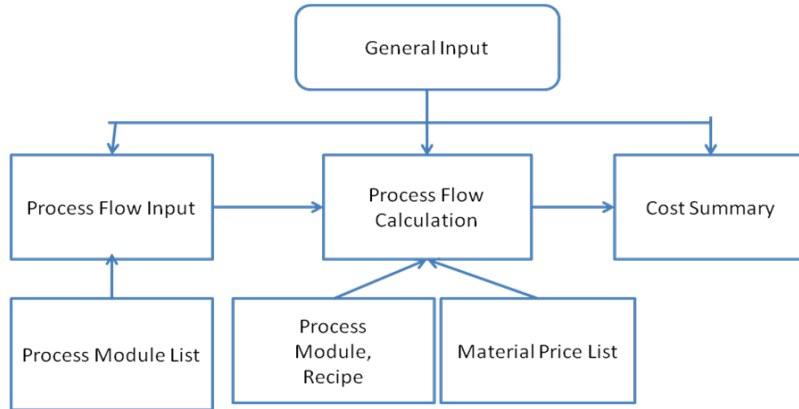 General Input
Process Flow Input
Process Flow
Calculation
Cost Summary
Process Module List
Process
Module,
Recipe
Material Price List